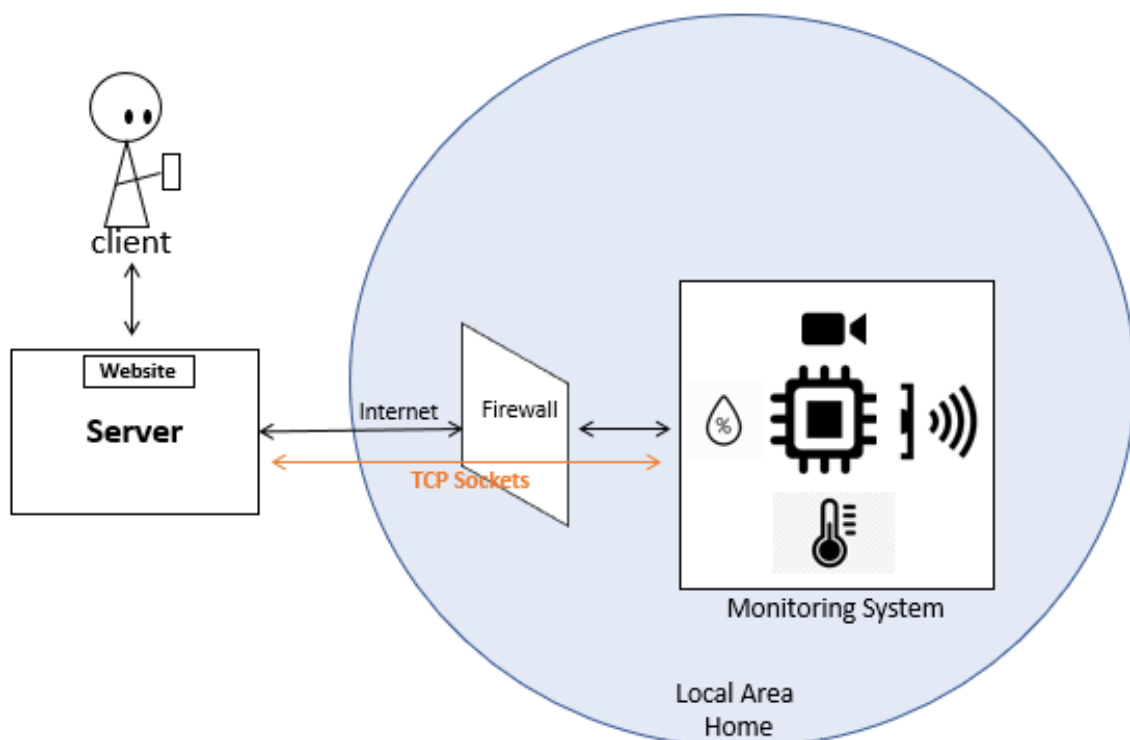 client
Website
Server
Internet
Firewall
TCP Sockets
%
Monitoring System
Local Area
Home